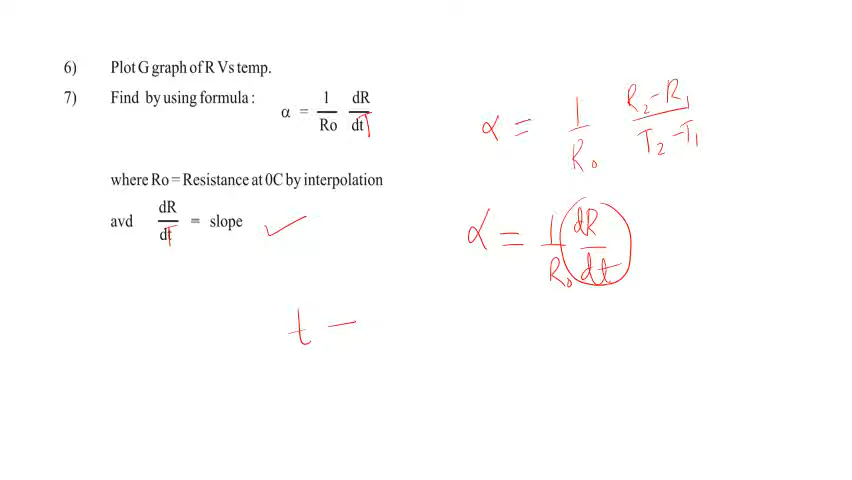 6) Plot G graph of R Vs temp.
7) Find by using formula : α = 1/Ro dR/dt T
where Ro = Resistance at 0C by interpolation
avd dR/dt T = slope ✓
α = 1/R₀ (R₂ – R₁)/(T₂ – T₁)
α = 1/R₀ dR/dt
t –